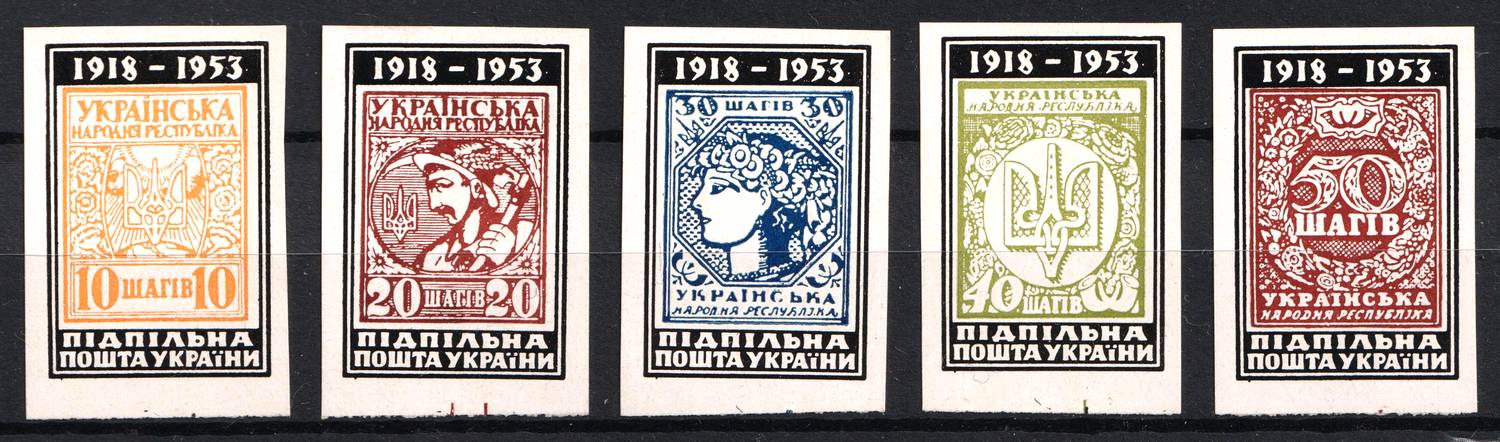 1918 – 1953
УКРАЇНСЬКА
НАРОДНЯ РЕСПУБЛІКА
10 ШАГІВ 10
ПІДПІЛЬНА
ПОШТА УКРАЇНИ
1918 – 1953
УКРАЇНСЬКА
НАРОДНЯ РЕСПУБЛІКА
20 ШАГІВ 20
ПІДПІЛЬНА
ПОШТА УКРАЇНИ
1918 – 1953
30 ШАГІВ 30
УКРАЇНСЬКА
НАРОДНЯ РЕСПУБЛІКА
ПІДПІЛЬНА
ПОШТА УКРАЇНИ
1918 – 1953
УКРАЇНСЬКА
НАРОДНЯ РЕСПУБЛІКА
40 ШАГІВ
ПІДПІЛЬНА
ПОШТА УКРАЇНИ
1918 – 1953
50
ШАГІВ
УКРАЇНСЬКА
НАРОДНЯ РЕСПУБЛІКА
ПІДПІЛЬНА
ПОШТА УКРАЇНИ